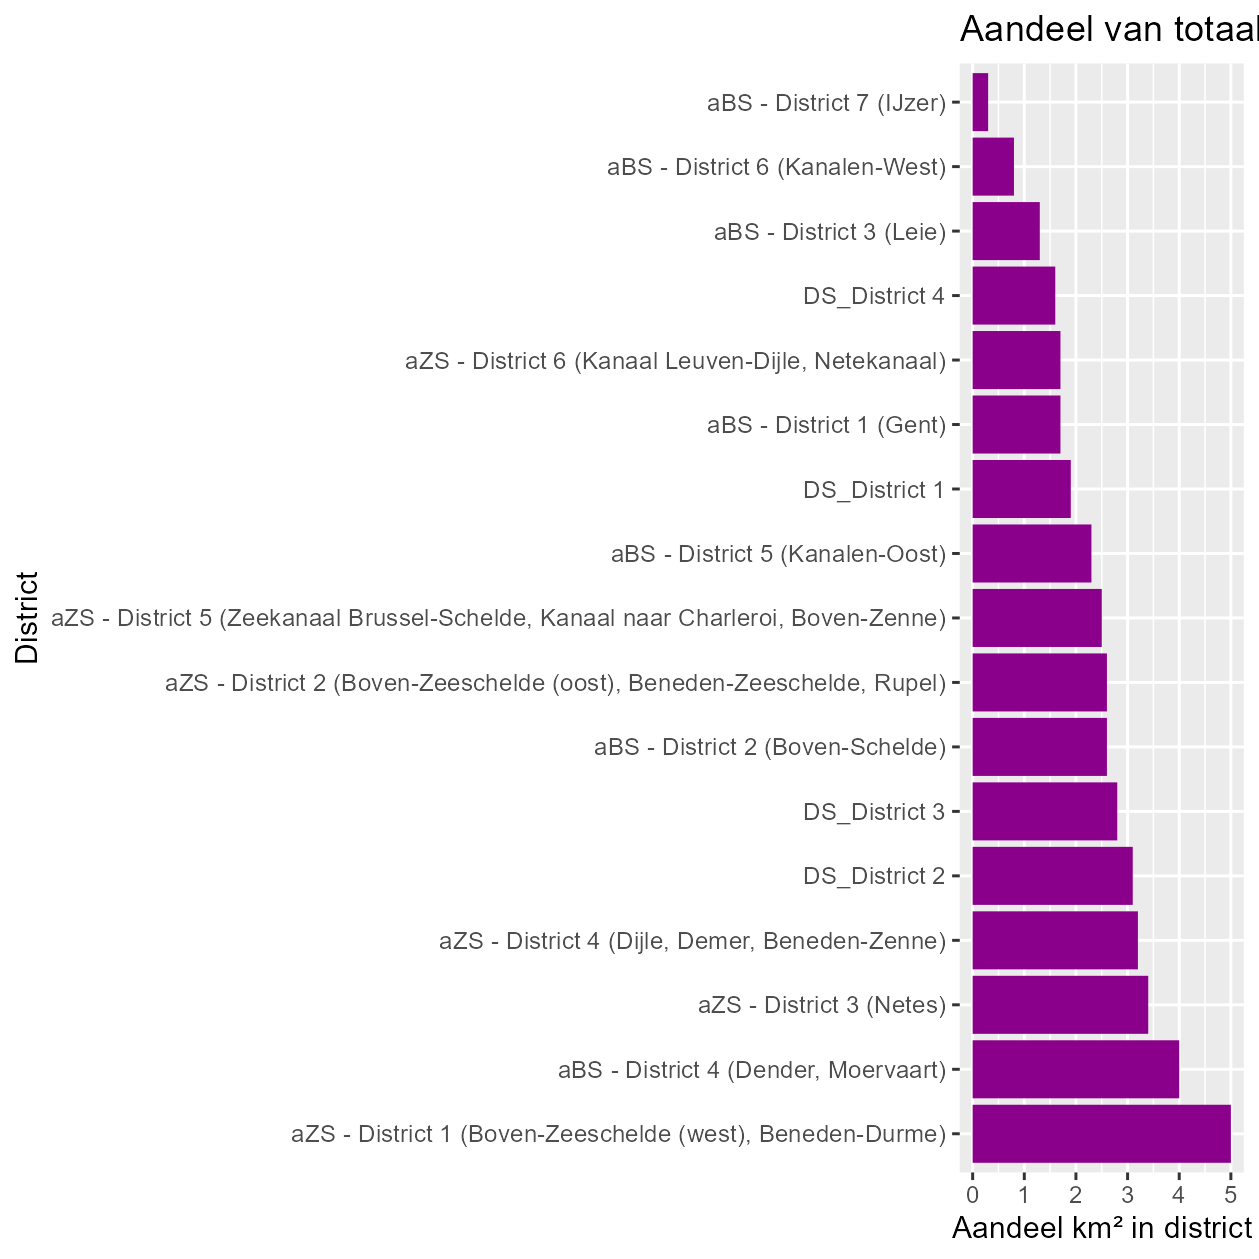 Aandeel van totaal
aBS - District 7 (IJzer)
aBS - District 6 (Kanalen-West)
aBS - District 3 (Leie)
DS_District 4
aZS - District 6 (Kanaal Leuven-Dijle, Netekanaal)
aBS - District 1 (Gent)
DS_District 1
aBS - District 5 (Kanalen-Oost)
aZS - District 5 (Zeekanaal Brussel-Schelde, Kanaal naar Charleroi, Boven-Zenne)
aZS - District 2 (Boven-Zeeschelde (oost), Beneden-Zeeschelde, Rupel)
aBS - District 2 (Boven-Schelde)
DS_District 3
DS_District 2
aZS - District 4 (Dijle, Demer, Beneden-Zenne)
aZS - District 3 (Netes)
aBS - District 4 (Dender, Moervaart)
aZS - District 1 (Boven-Zeeschelde (west), Beneden-Durme)
District
0 1 2 3 4 5
Aandeel km² in district